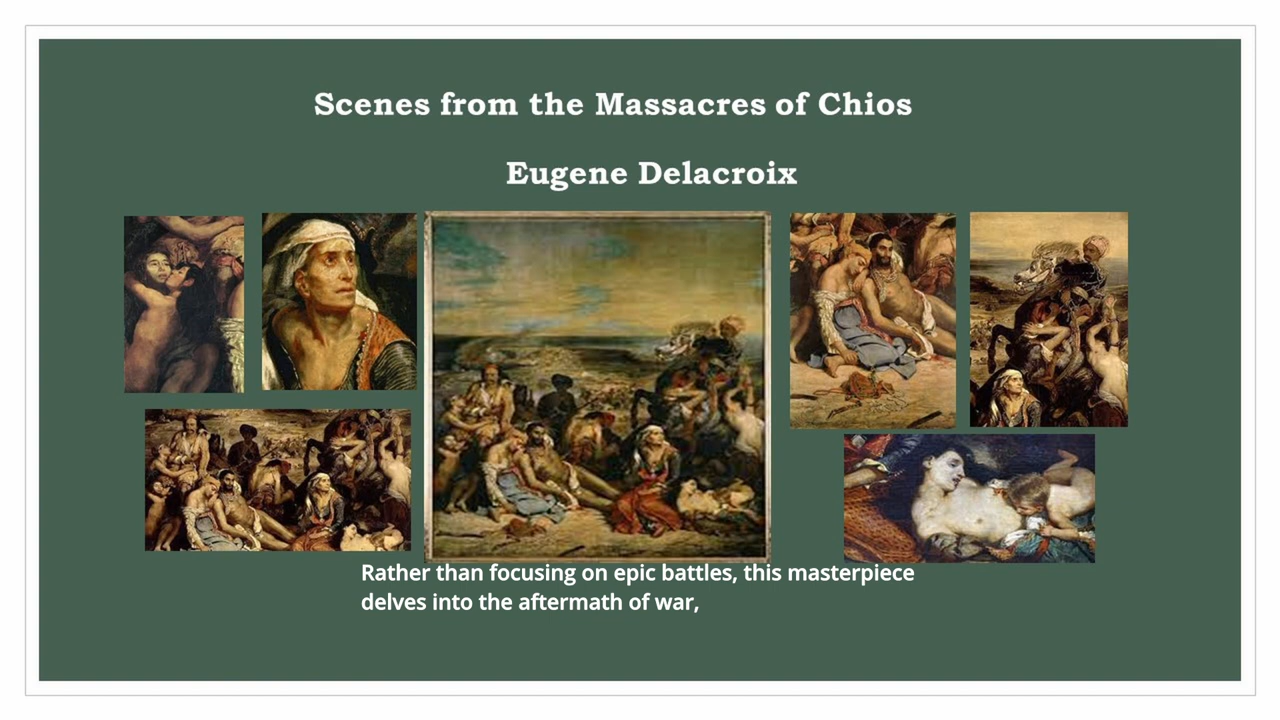 Scenes from the Massacres of Chios
Eugene Delacroix
Rather than focusing on epic battles, this masterpiece
delves into the aftermath of war,